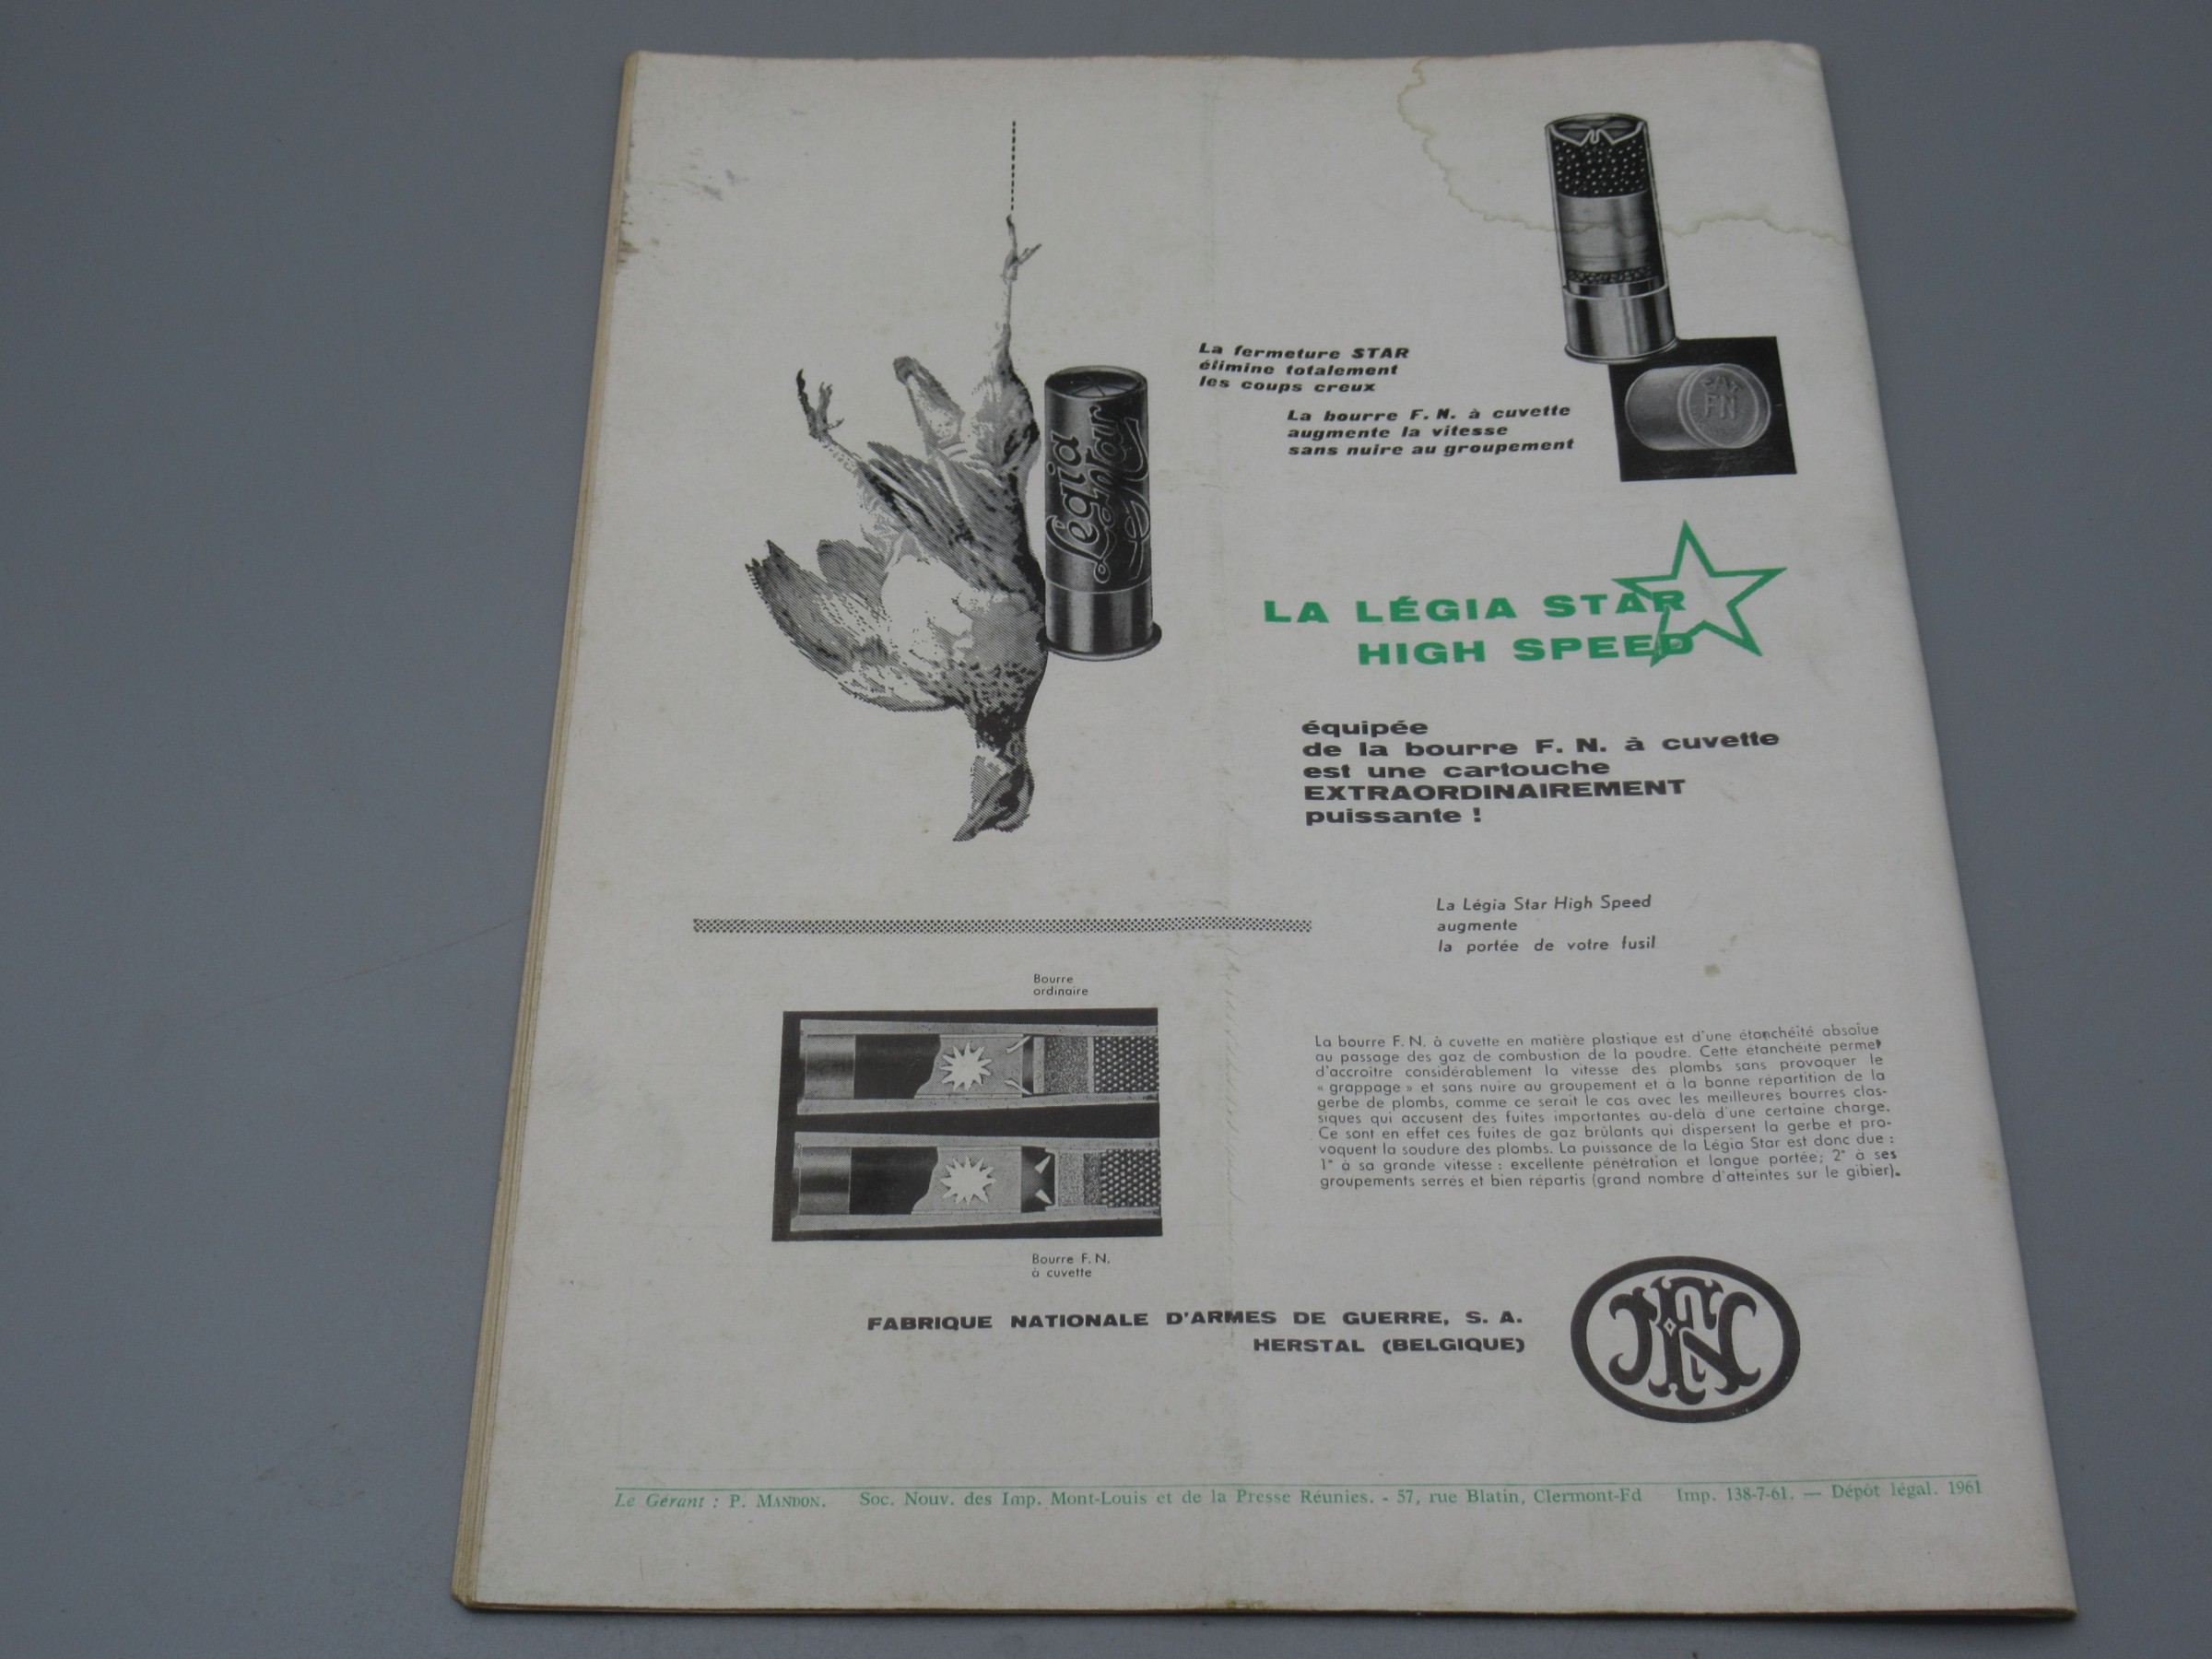 Légia
Star
La fermeture STAR
élimine totalement
les coups creux
La bourre F. N. à cuvette
augmente la vitesse
sans nuire au groupement
PAT
FN
LA LÉGIA STAR
HIGH SPEED
équipée
de la bourre F. N. à cuvette
est une cartouche
EXTRAORDINAIREMENT
puissante !
La Légia Star High Speed
augmente
la portée de votre fusil
Bourre
ordinaire
La bourre F. N. à cuvette en matière plastique est d'une étanchéité absolue
au passage des gaz de combustion de la poudre. Cette étanchéité permet
d'accroître considérablement la vitesse des plombs sans provoquer le
« grappage » et sans nuire au groupement et à la bonne répartition de la
gerbe de plombs, comme ce serait le cas avec les meilleures bourres clas-
siques qui accusent des fuites importantes au-delà d'une certaine charge.
Ce sont en effet ces fuites de gaz brûlants qui dispersent la gerbe et pro-
voquent la soudure des plombs. La puissance de la Légia Star est donc due :
1° à sa grande vitesse : excellente pénétration et longue portée; 2° à ses
groupements serrés et bien répartis (grand nombre d'atteintes sur le gibier).
Bourre F. N.
à cuvette
FABRIQUE NATIONALE D'ARMES DE GUERRE, S. A.
HERSTAL (BELGIQUE)
FN
Le Gérant : P. MANDON. Soc. Nouv. des Imp. Mont-Louis et de la Presse Réunies. - 57, rue Blatin, Clermont-Fd Imp. 138-7-61. — Dépôt légal. 1961